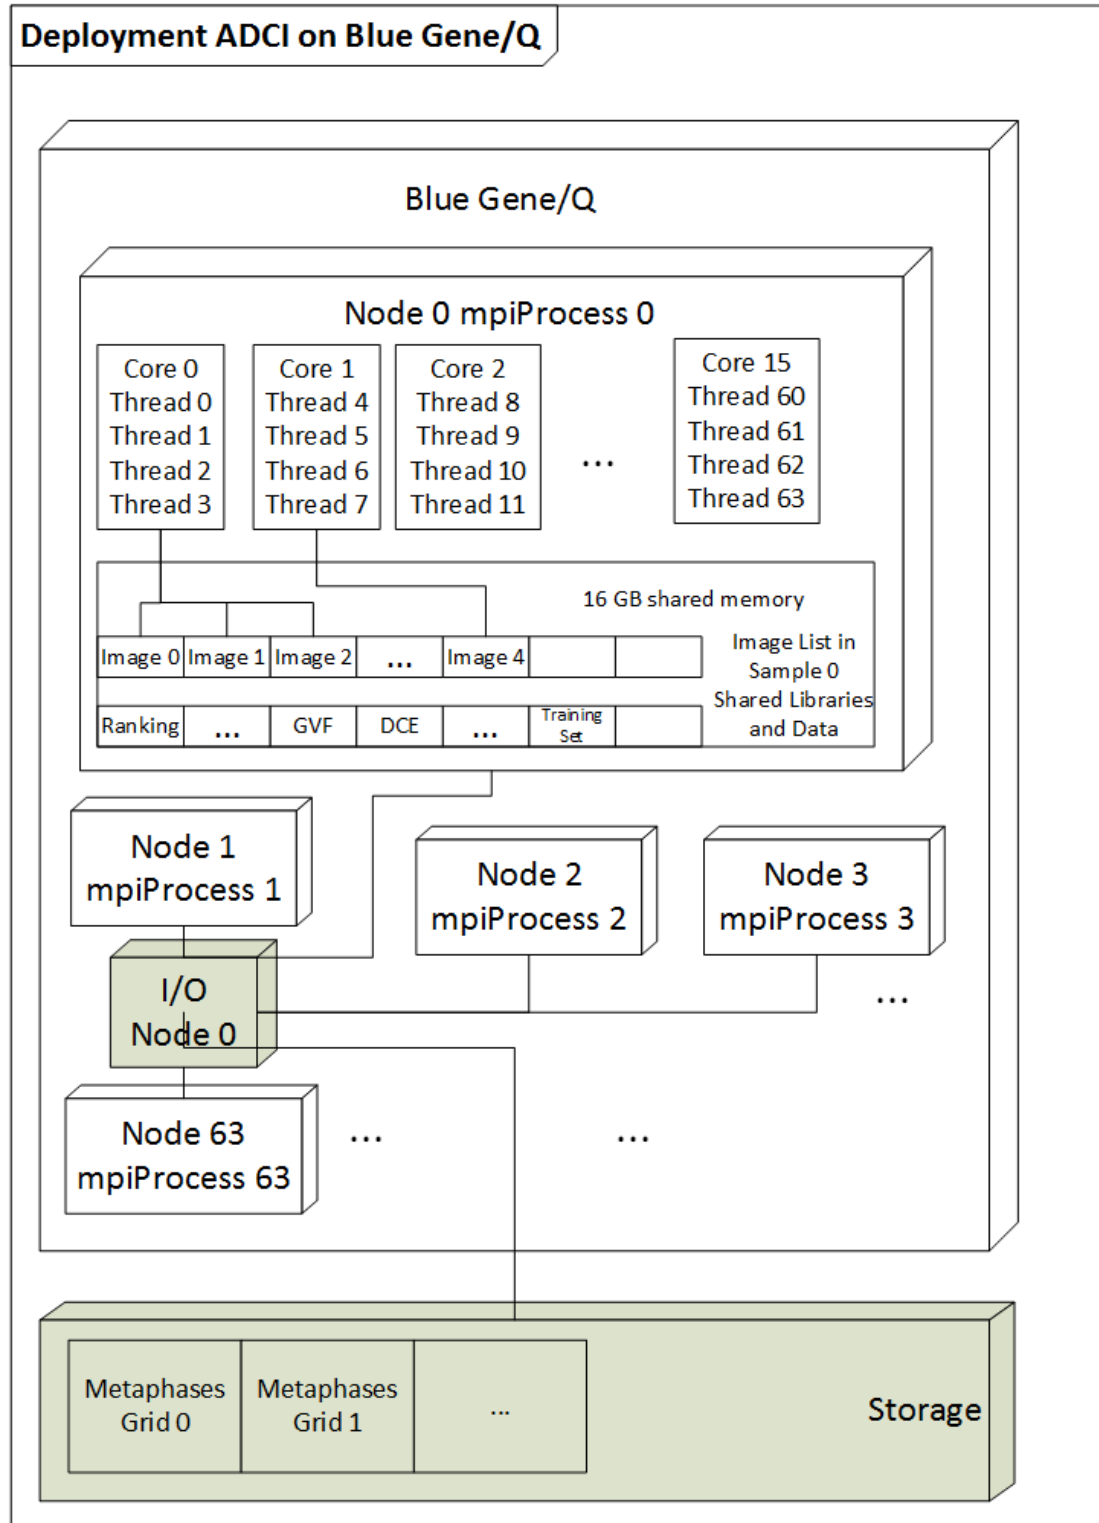 Deployment ADCI on Blue Gene/Q
Blue Gene/Q
Node 0 mpiProcess 0
Core 0
Thread 0
Thread 1
Thread 2
Thread 3
Core 1
Thread 4
Thread 5
Thread 6
Thread 7
Core 2
Thread 8
Thread 9
Thread 10
Thread 11
...
Core 15
Thread 60
Thread 61
Thread 62
Thread 63
16 GB shared memory
Image 0
Image 1
Image 2
...
Image 4
Image List in
Sample 0
Shared Libraries
and Data
Ranking
...
GVF
DCE
...
Training
Set
Node 1
mpiProcess 1
Node 2
mpiProcess 2
Node 3
mpiProcess 3
I/O
Node 0
...
Node 63
mpiProcess 63
...
...
Metaphases
Grid 0
Metaphases
Grid 1
...
Storage